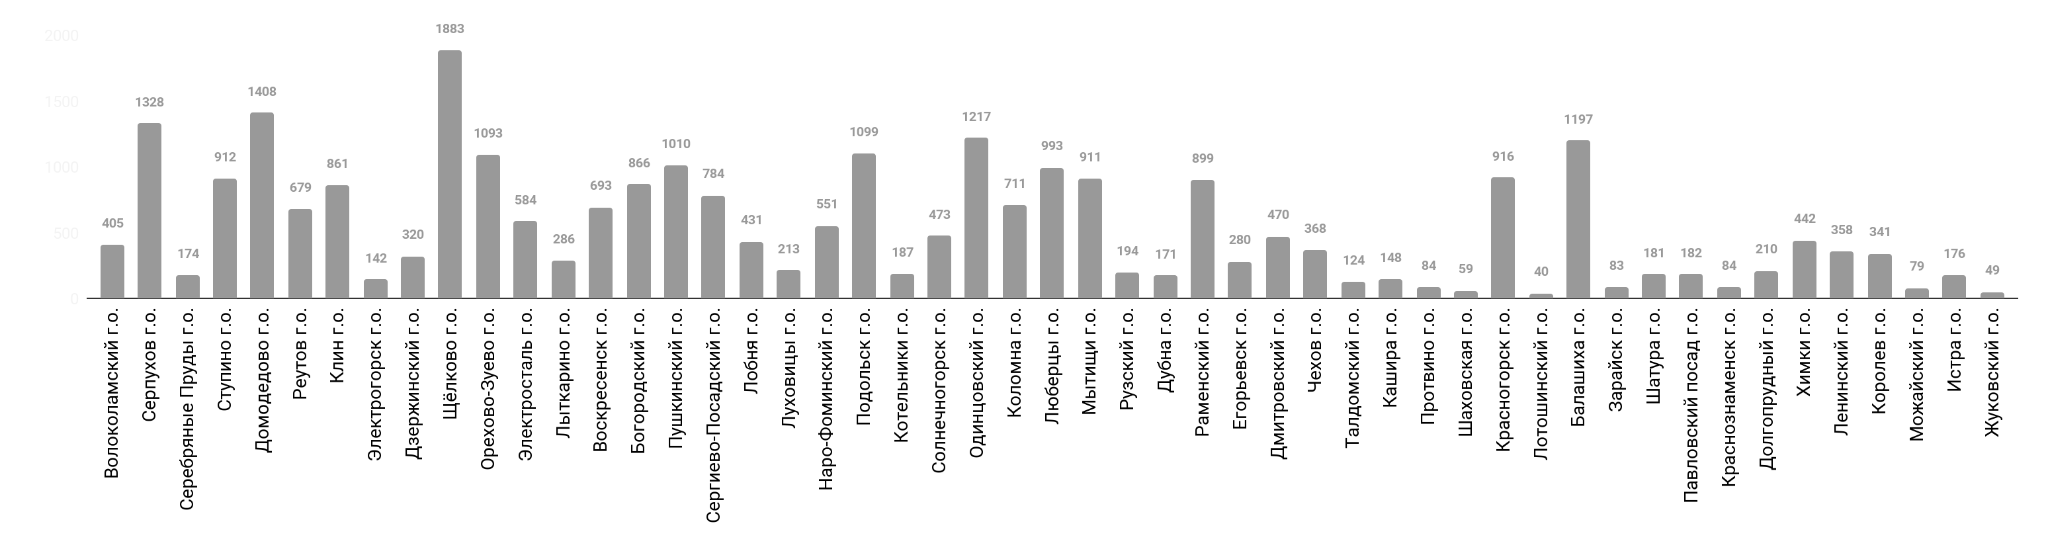 2000
1500
1000
500
0
405
1328
174
912
1408
679
861
142
320
1883
1093
584
286
693
866
1010
784
431
213
551
1099
187
473
1217
711
993
911
194
171
899
280
470
368
124
148
84
59
916
40
1197
83
181
182
84
210
442
358
341
79
176
49
Волоколамский г.о.
Серпухов г.о.
Серебряные Пруды г.о.
Ступино г.о.
Домодедово г.о.
Реутов г.о.
Клин г.о.
Электрогорск г.о.
Дзержинский г.о.
Щёлково г.о.
Орехово-Зуево г.о.
Электросталь г.о.
Лыткарино г.о.
Воскресенск г.о.
Богородский г.о.
Пушкинский г.о.
Сергиево-Посадский г.о.
Лобня г.о.
Луховицы г.о.
Наро-Фоминский г.о.
Подольск г.о.
Котельники г.о.
Солнечногорск г.о.
Одинцовский г.о.
Коломна г.о.
Люберцы г.о.
Мытищи г.о.
Рузский г.о.
Дубна г.о.
Раменский г.о.
Егорьевск г.о.
Дмитровский г.о.
Чехов г.о.
Талдомский г.о.
Кашира г.о.
Протвино г.о.
Шаховская г.о.
Красногорск г.о.
Лотошинский г.о.
Балашиха г.о.
Зарайск г.о.
Шатура г.о.
Павловский посад г.о.
Краснознаменск г.о.
Долгопрудный г.о.
Химки г.о.
Ленинский г.о.
Королев г.о.
Можайский г.о.
Истра г.о.
Жуковский г.о.